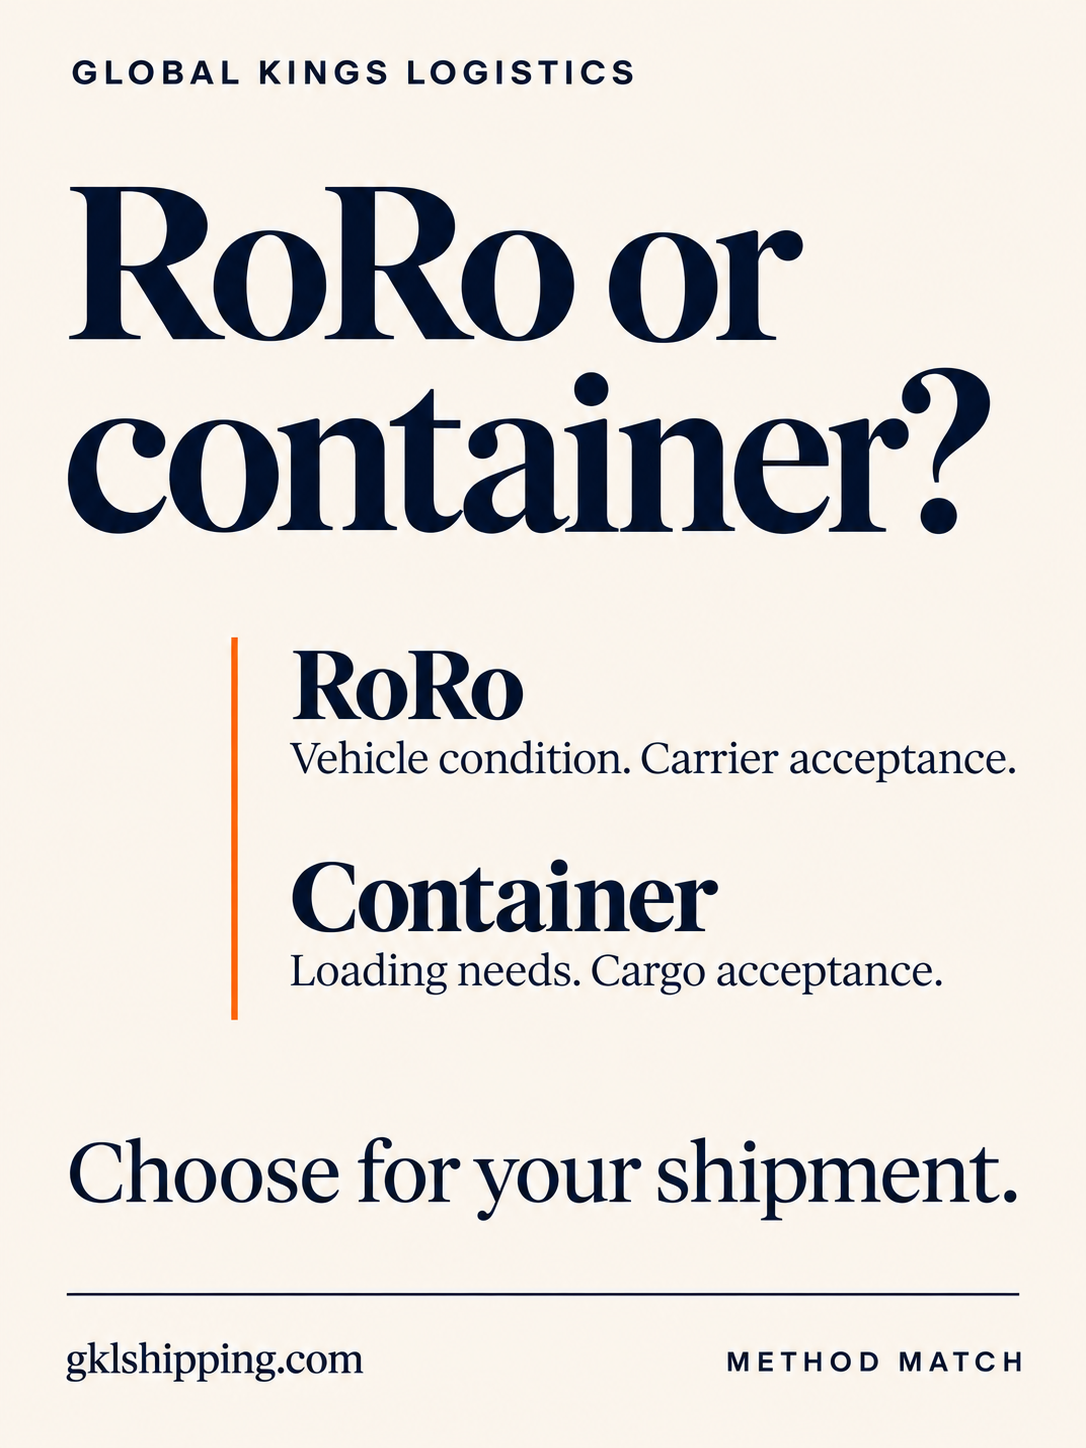 GLOBAL KINGS LOGISTICS
RoRo or
container?
RoRo
Vehicle condition. Carrier acceptance.
Container
Loading needs. Cargo acceptance.
Choose for your shipment.
gklshipping.com
METHOD MATCH